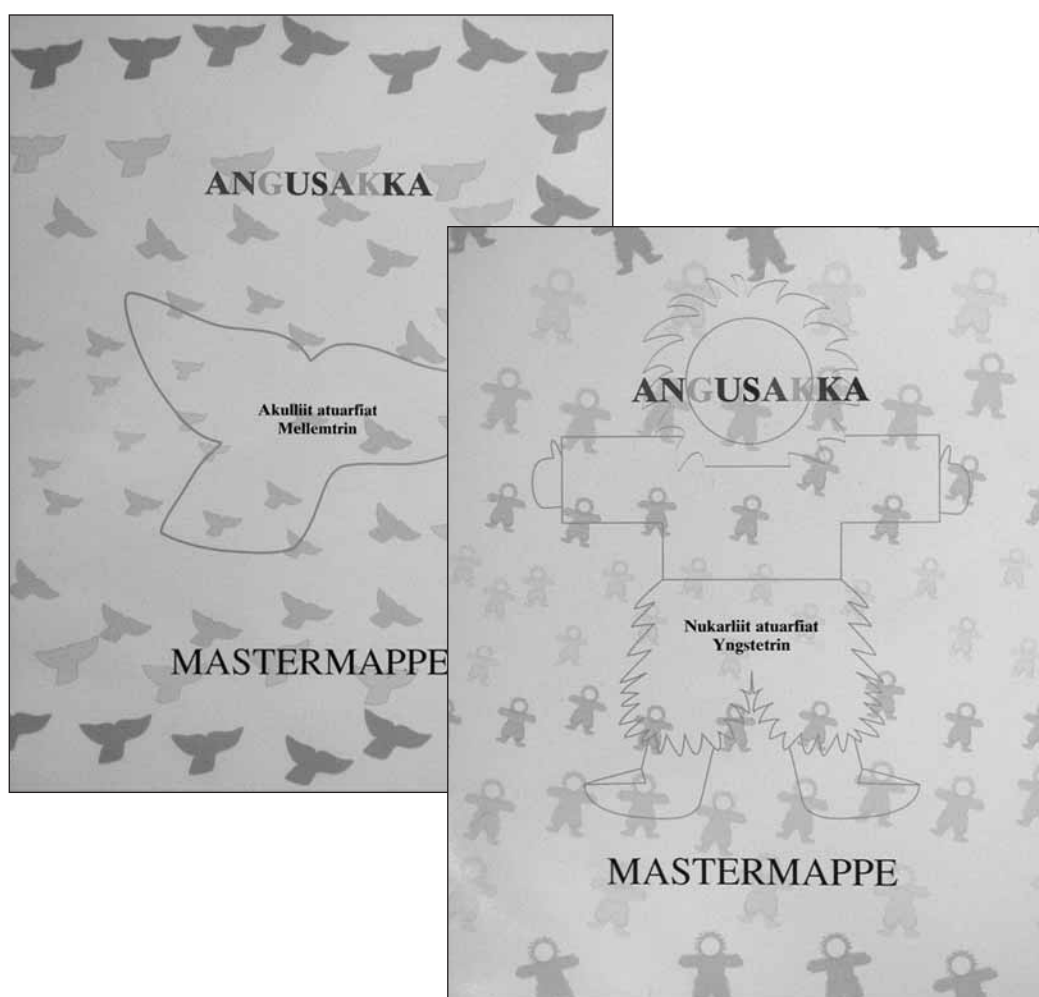 ANGUSAKKA
Akulliit atuarfiat
Mellemtrin
MASTERMAPPE
ANGUSAKKA
Nukarliit atuarfiat
Yngstetrin
MASTERMAPPE